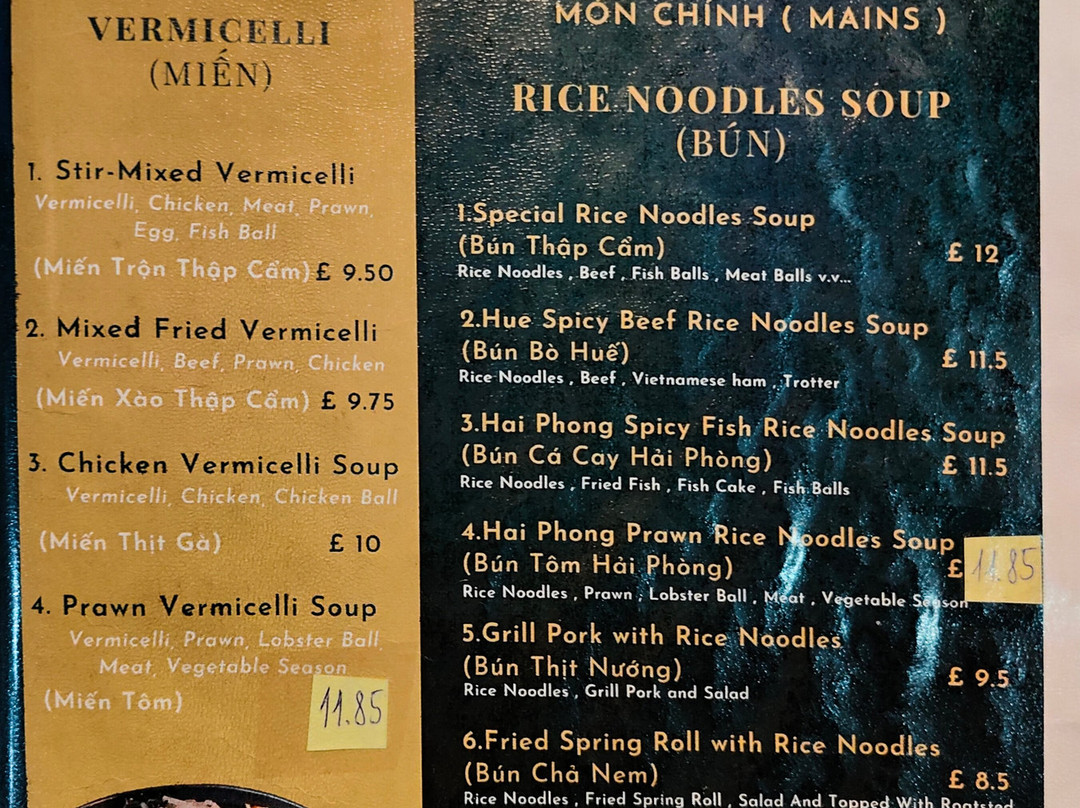 VERMICELLI
(MIẾN)
1. Stir-Mixed Vermicelli
Vermicelli, Chicken, Meat, Prawn,
Egg, Fish Ball
(Miến Trộn Thập Cẩm) £ 9.50
2. Mixed Fried Vermicelli
Vermicelli, Beef, Prawn, Chicken
(Miến Xào Thập Cẩm) £ 9.75
3. Chicken Vermicelli Soup
Vermicelli, Chicken, Chicken Ball
(Miến Thịt Gà) £ 10
4. Prawn Vermicelli Soup
Vermicelli, Prawn, Lobster Ball,
Meat, Vegetable Season
(Miến Tôm) 11.85
MÓN CHÍNH ( MAINS )
RICE NOODLES SOUP
(BÚN)
1.Special Rice Noodles Soup
(Bún Thập Cẩm) £ 12
Rice Noodles , Beef , Fish Balls , Meat Balls v.v...
2.Hue Spicy Beef Rice Noodles Soup
(Bún Bò Huế) £ 11.5
Rice Noodles , Beef , Vietnamese ham , Trotter
3.Hai Phong Spicy Fish Rice Noodles Soup
(Bún Cá Cay Hải Phòng) £ 11.5
Rice Noodles , Fried Fish , Fish Cake , Fish Balls
4.Hai Phong Prawn Rice Noodles Soup
(Bún Tôm Hải Phòng) £ 11.85
Rice Noodles , Prawn , Lobster Ball , Meat , Vegetable Season
5.Grill Pork with Rice Noodles
(Bún Thịt Nướng) £ 9.5
Rice Noodles , Grill Pork and Salad
6.Fried Spring Roll with Rice Noodles
(Bún Chả Nem) £ 8.5
Rice Noodles , Fried Spring Roll , Salad And Topped With